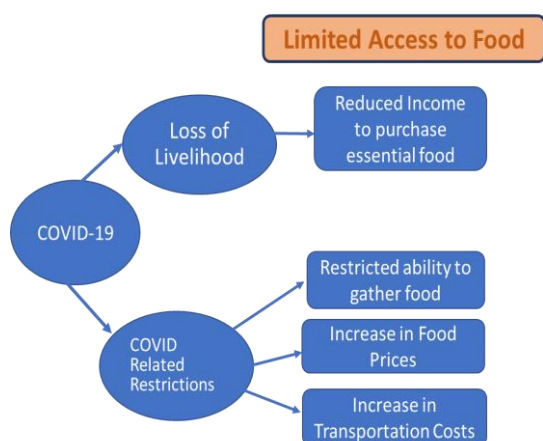 Limited Access to Food
Reduced Income
to purchase
essential food
Loss of
Livelihood
COVID-19
Restricted ability to
gather food
COVID
Related
Restrictions
Increase in Food
Prices
Increase in
Transportation Costs